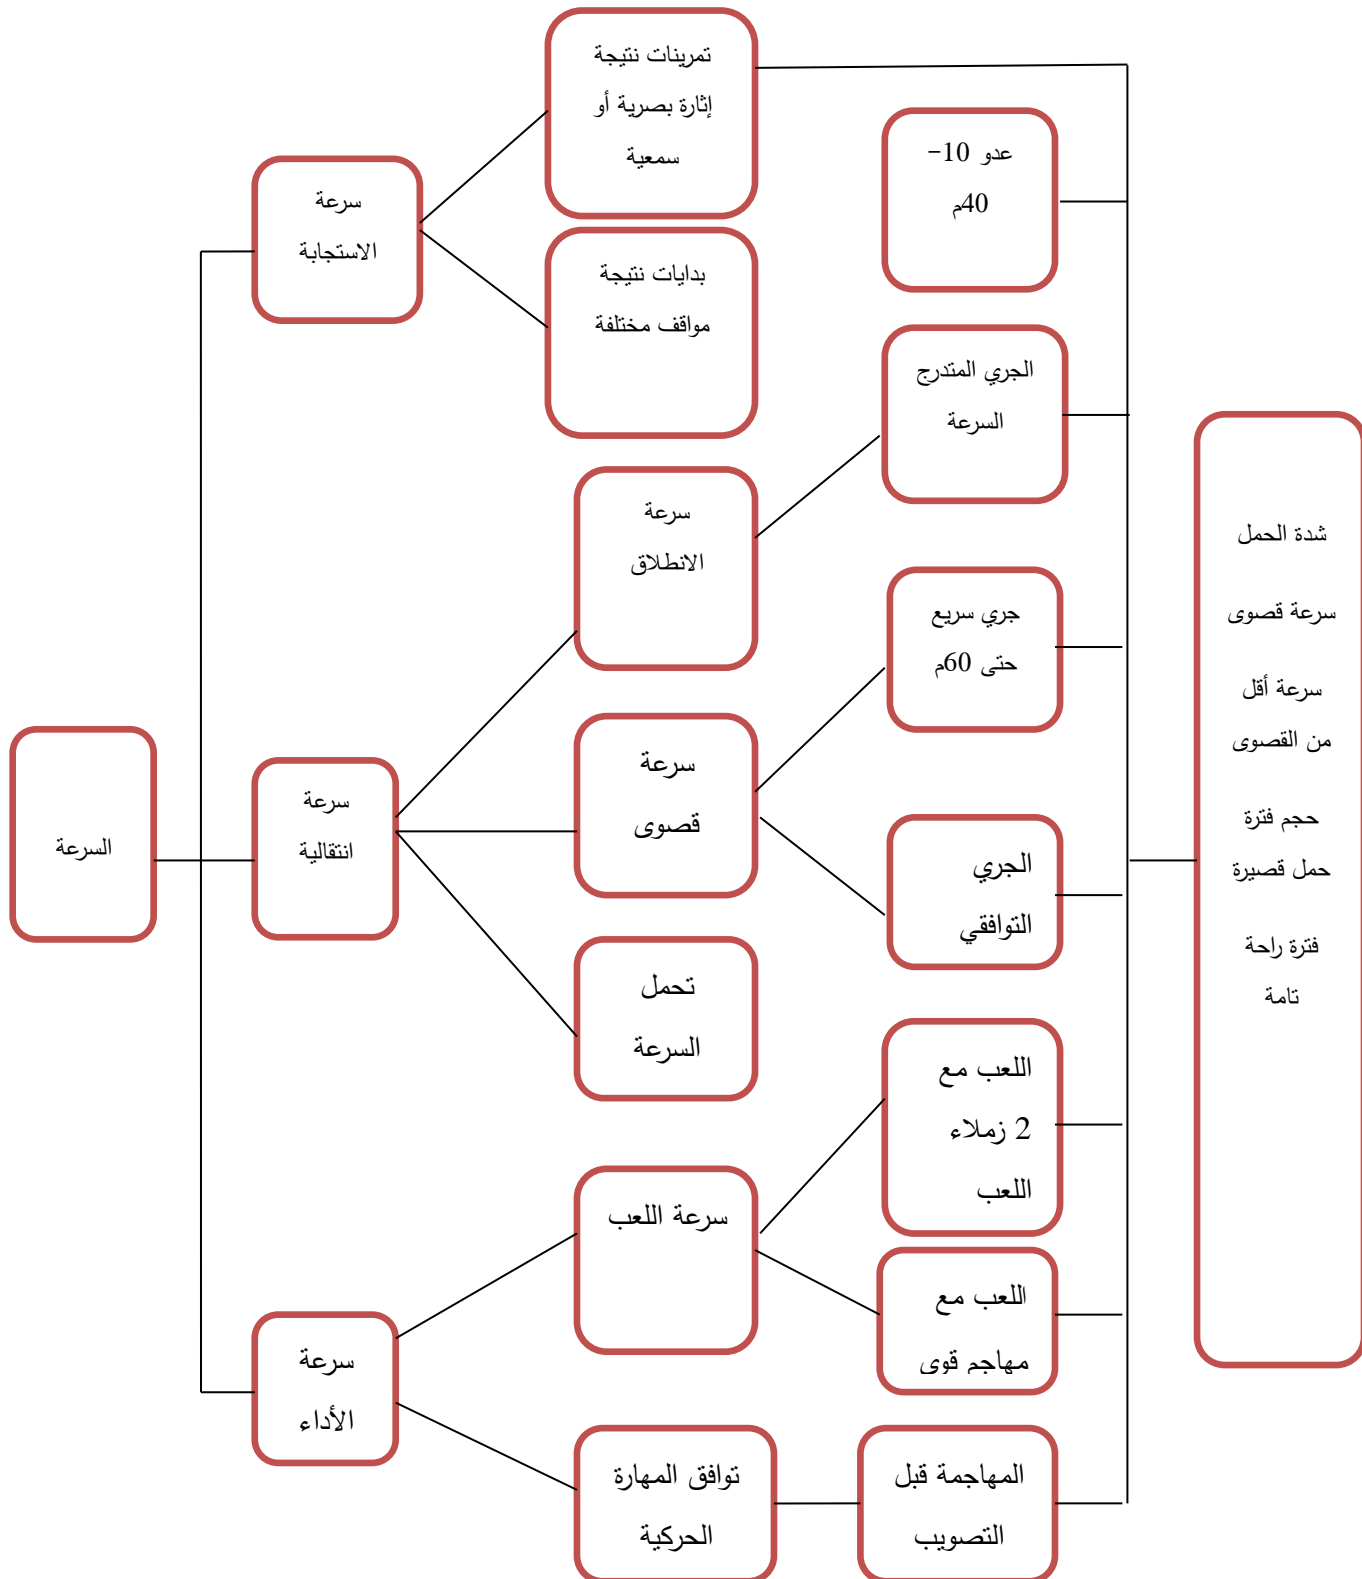 تمرينات نتيجة
إثارة بصرية أو
سمعية
عدو 10-
40م
سرعة
الاستجابة
بدايات نتيجة
مواقف مختلفة
الجري المتدرج
السرعة
سرعة
الانطلاق
شدة الحمل
سرعة قصوى
سرعة أقل
من القصوى
حجم فترة
حمل قصيرة
فترة راحة
تامة
جري سريع
حتى 60م
سرعة
قصوى
سرعة
انتقالية
السرعة
الجري
التوافقي
تحمل
السرعة
اللعب مع
2 زملاء
اللعب
سرعة اللعب
اللعب مع
مهاجم قوى
سرعة
الأداء
توافق المهارة
الحركية
المهاجمة قبل
التصويب